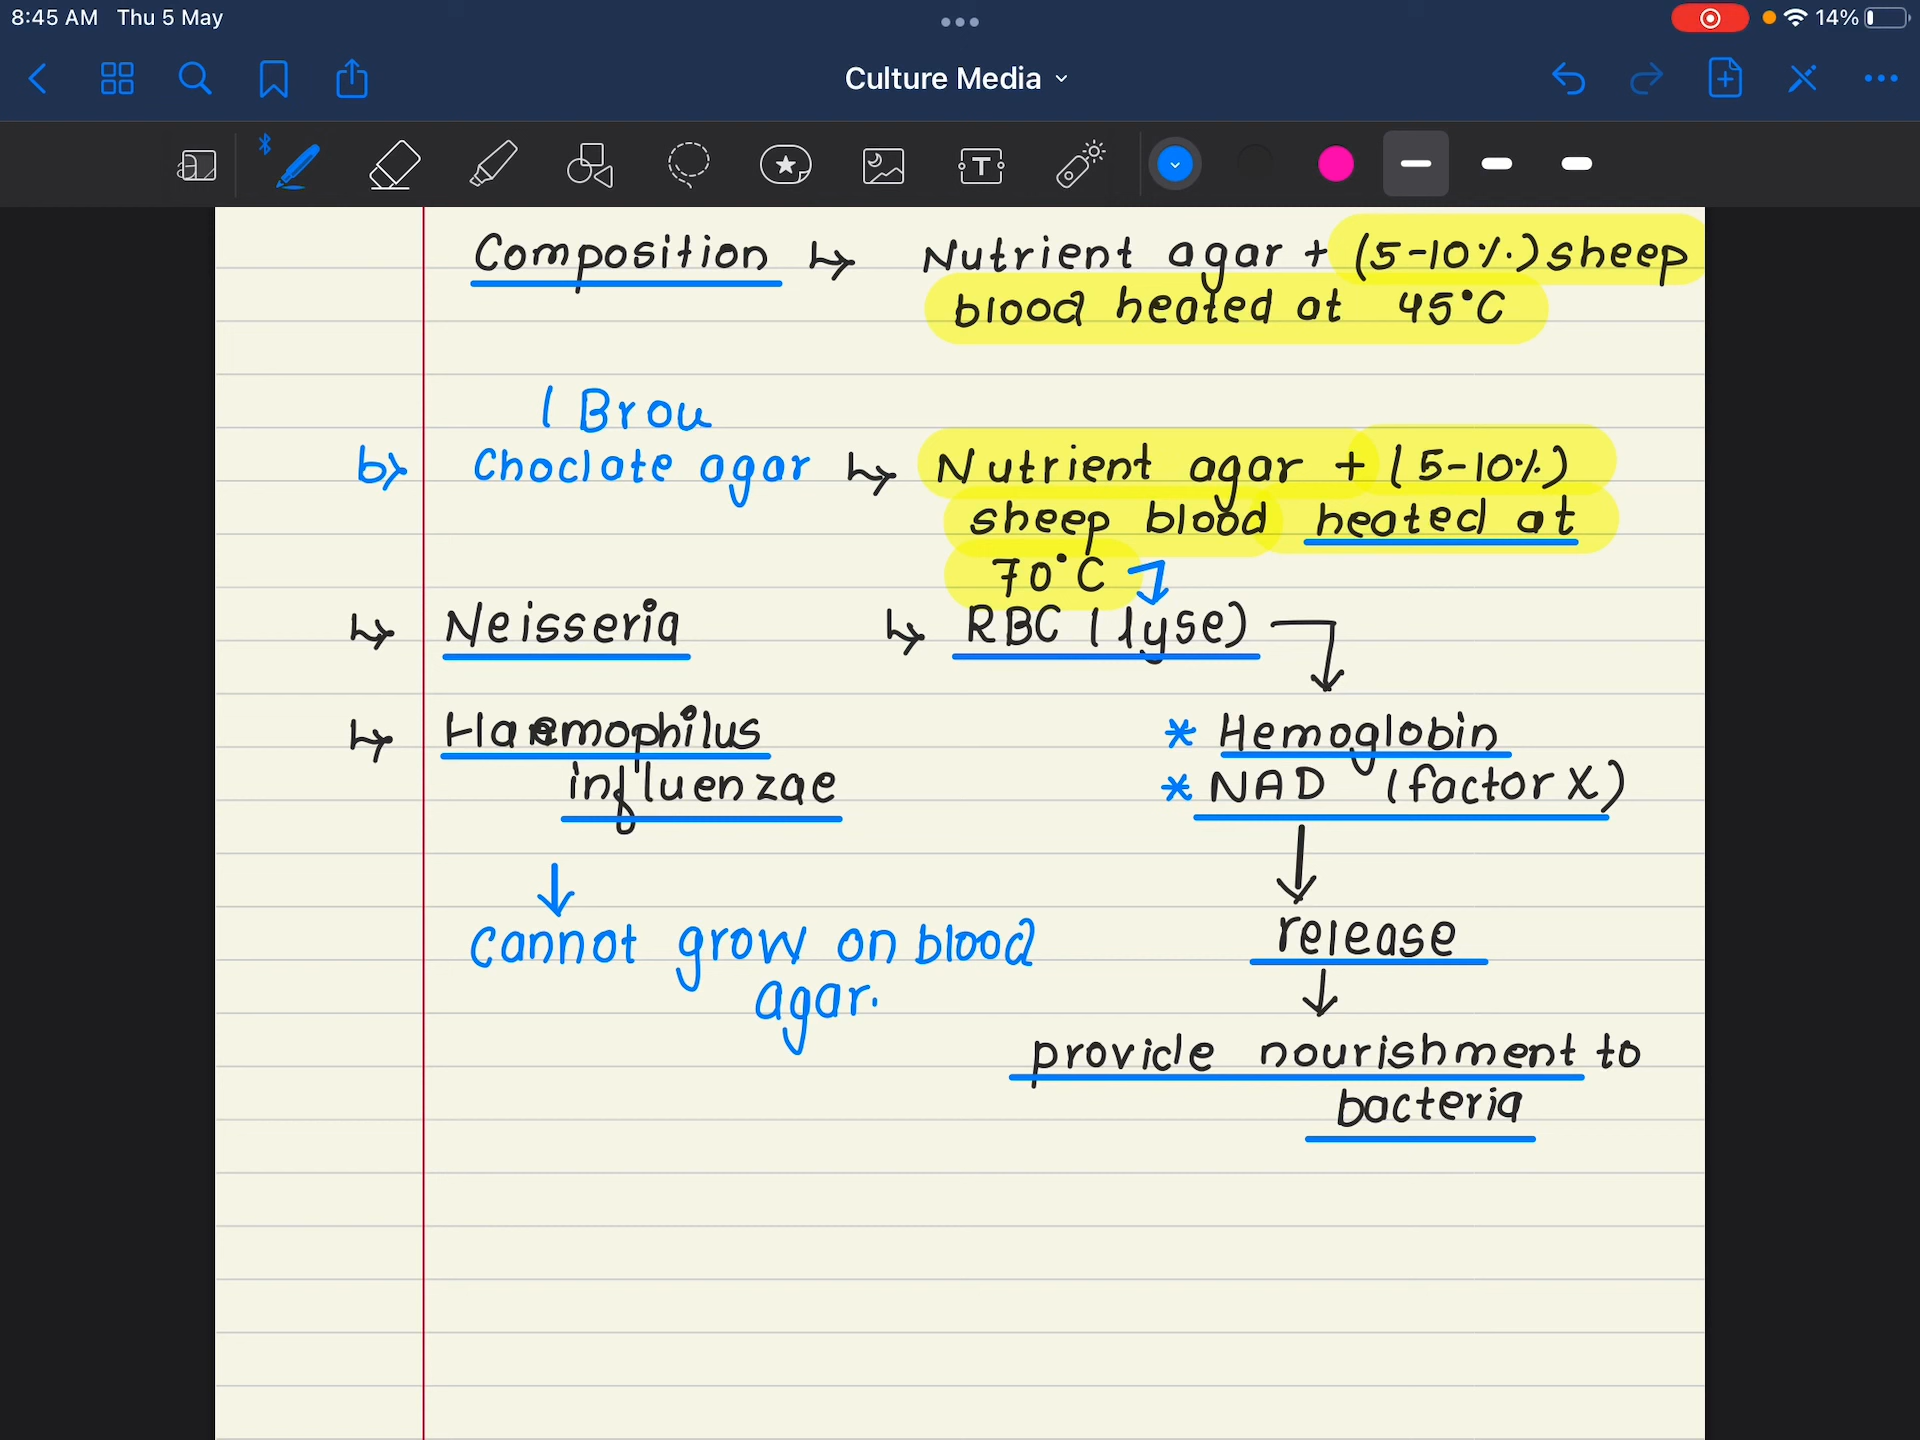 8:45 AM Thu 5 May
14%
Culture Media
Composition ↳ Nutrient agar + (5-10%) sheep
blood heated at 45°C
( Brou
b) Choclate agar ↳ Nutrient agar + (5-10%)
sheep blood heated at
70°C
↳ Neisseria ↳ RBC (lyse)
↳ Haemophilus
influenzae
* Hemoglobin
* NAD (factor X)
↓
cannot grow on blood
agar.
↓
release
↓
provide nourishment to
bacteria